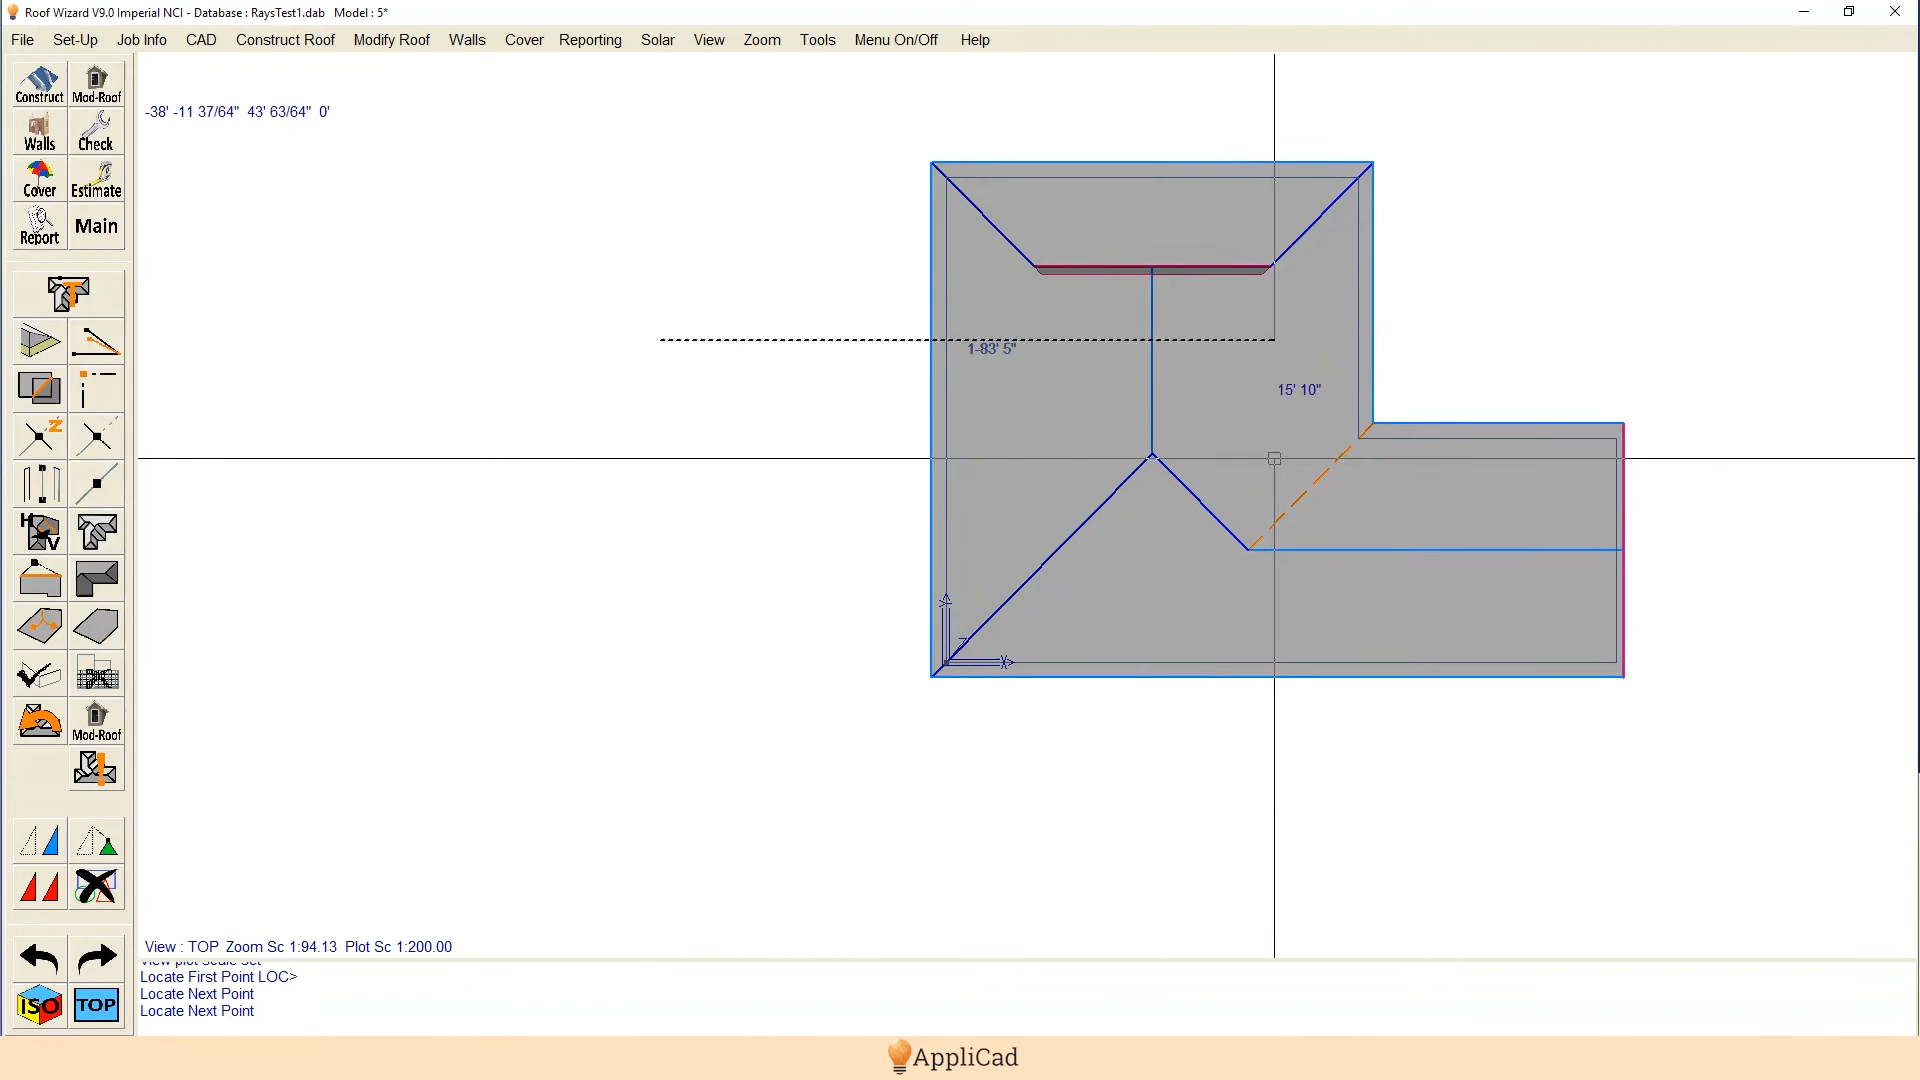 Roof Wizard V9.0 Imperial NCI - Database : RaysTest1.dab   Model : 5*
File Set-Up Job Info CAD Construct Roof Modify Roof Walls Cover Reporting Solar View Zoom Tools Menu On/Off Help
Construct Mod-Roof
Walls Check
Cover Estimate
Report Main
-38' -11 37/64"  43' 63/64"  0'
1-83' 5"
15' 10"
Z
H
V
Y
Z
X
Mod-Roof
View : TOP  Zoom Sc 1:94.13  Plot Sc 1:200.00
View plot scale set
Locate First Point LOC>
Locate Next Point
Locate Next Point
ISO TOP
AppliCad